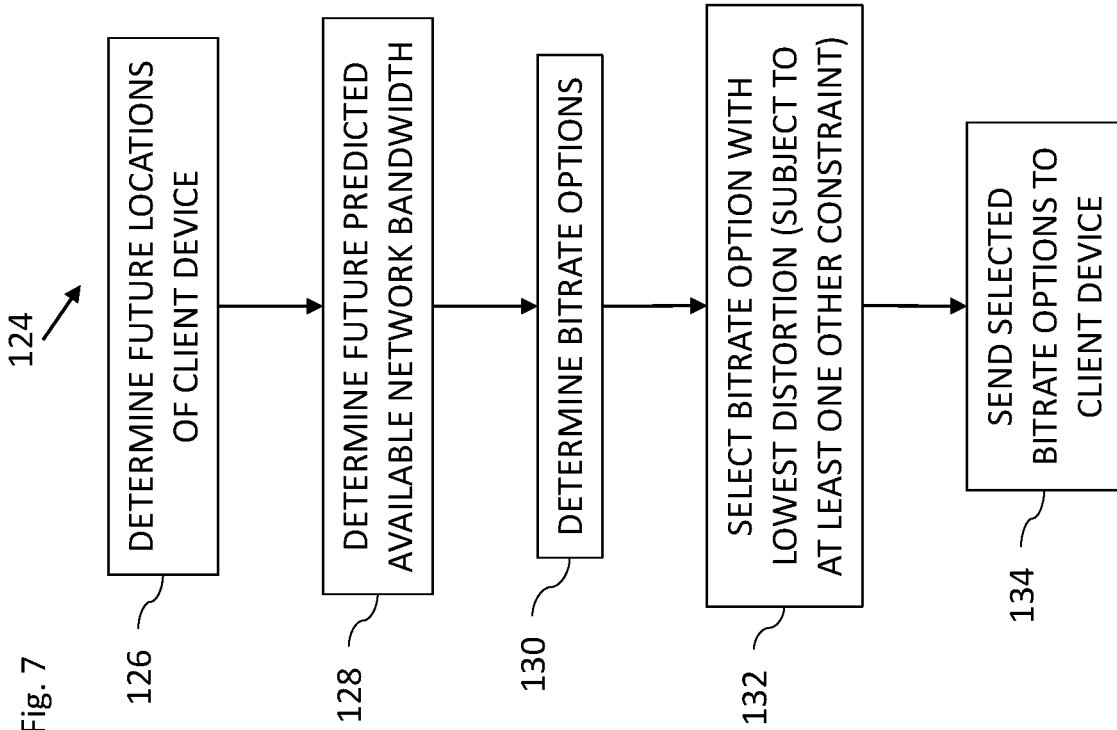 Fig. 7
124
126
DETERMINE FUTURE LOCATIONS
OF CLIENT DEVICE
128
DETERMINE FUTURE PREDICTED
AVAILABLE NETWORK BANDWIDTH
130
DETERMINE BITRATE OPTIONS
132
SELECT BITRATE OPTION WITH
LOWEST DISTORTION (SUBJECT TO
AT LEAST ONE OTHER CONSTRAINT)
134
SEND SELECTED
BITRATE OPTIONS TO
CLIENT DEVICE